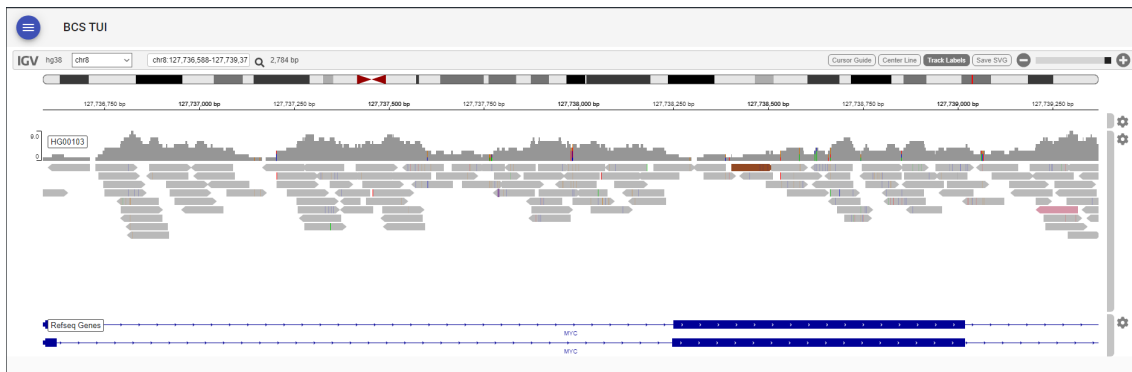 BCS TUI
IGV hg38 chr8 chr8:127,736,588-127,739,37 2,784 bp Cursor Guide Center Line Track Labels Save SVG
127,736,750 bp 127,737,000 bp 127,737,250 bp 127,737,500 bp 127,737,750 bp 127,738,000 bp 127,738,250 bp 127,738,500 bp 127,738,750 bp 127,739,000 bp 127,739,250 bp
9.0
HG00103
0
Refseq Genes
MYC
MYC